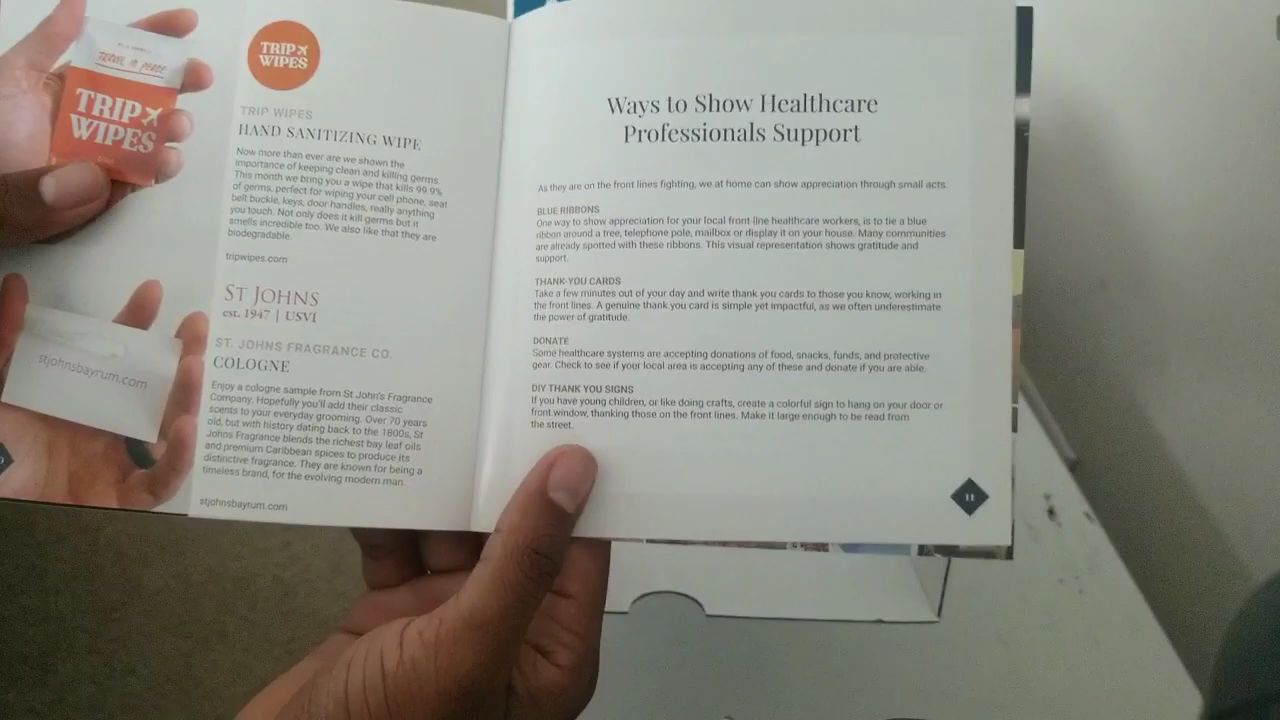 TRAVEL IN PEACE
TRIP
WIPES
stjohnsbayrum.com
TRIP
WIPES
TRIP WIPES
HAND SANITIZING WIPE
Now more than ever are we shown the
importance of keeping clean and killing germs.
This month we bring you a wipe that kills 99.9%
of germs, perfect for wiping your cell phone, seat
belt buckle, keys, door handles, really anything
you touch. Not only does it kill germs but it
smells incredible too. We also like that they are
biodegradable.
tripwipes.com
ST JOHNS
est. 1947 | USVI
ST. JOHNS FRAGRANCE CO.
COLOGNE
Enjoy a cologne sample from St John's Fragrance
Company. Hopefully you'll add their classic
scents to your everyday grooming. Over 70 years
old, but with history dating back to the 1800s, St
Johns Fragrance blends the richest bay leaf oils
and premium Caribbean spices to produce its
distinctive fragrance. They are known for being a
timeless brand, for the evolving modern man.
stjohnsbayrum.com
Ways to Show Healthcare
Professionals Support
As they are on the front lines fighting, we at home can show appreciation through small acts.
BLUE RIBBONS
One way to show appreciation for your local front-line healthcare workers, is to tie a blue
ribbon around a tree, telephone pole, mailbox or display it on your house. Many communities
are already spotted with these ribbons. This visual representation shows gratitude and
support.
THANK-YOU CARDS
Take a few minutes out of your day and write thank you cards to those you know, working in
the front lines. A genuine thank you card is simple yet impactful, as we often underestimate
the power of gratitude.
DONATE
Some healthcare systems are accepting donations of food, snacks, funds, and protective
gear. Check to see if your local area is accepting any of these and donate if you are able.
DIY THANK YOU SIGNS
If you have young children, or like doing crafts, create a colorful sign to hang on your door or
front window, thanking those on the front lines. Make it large enough to be read from
the street.
11